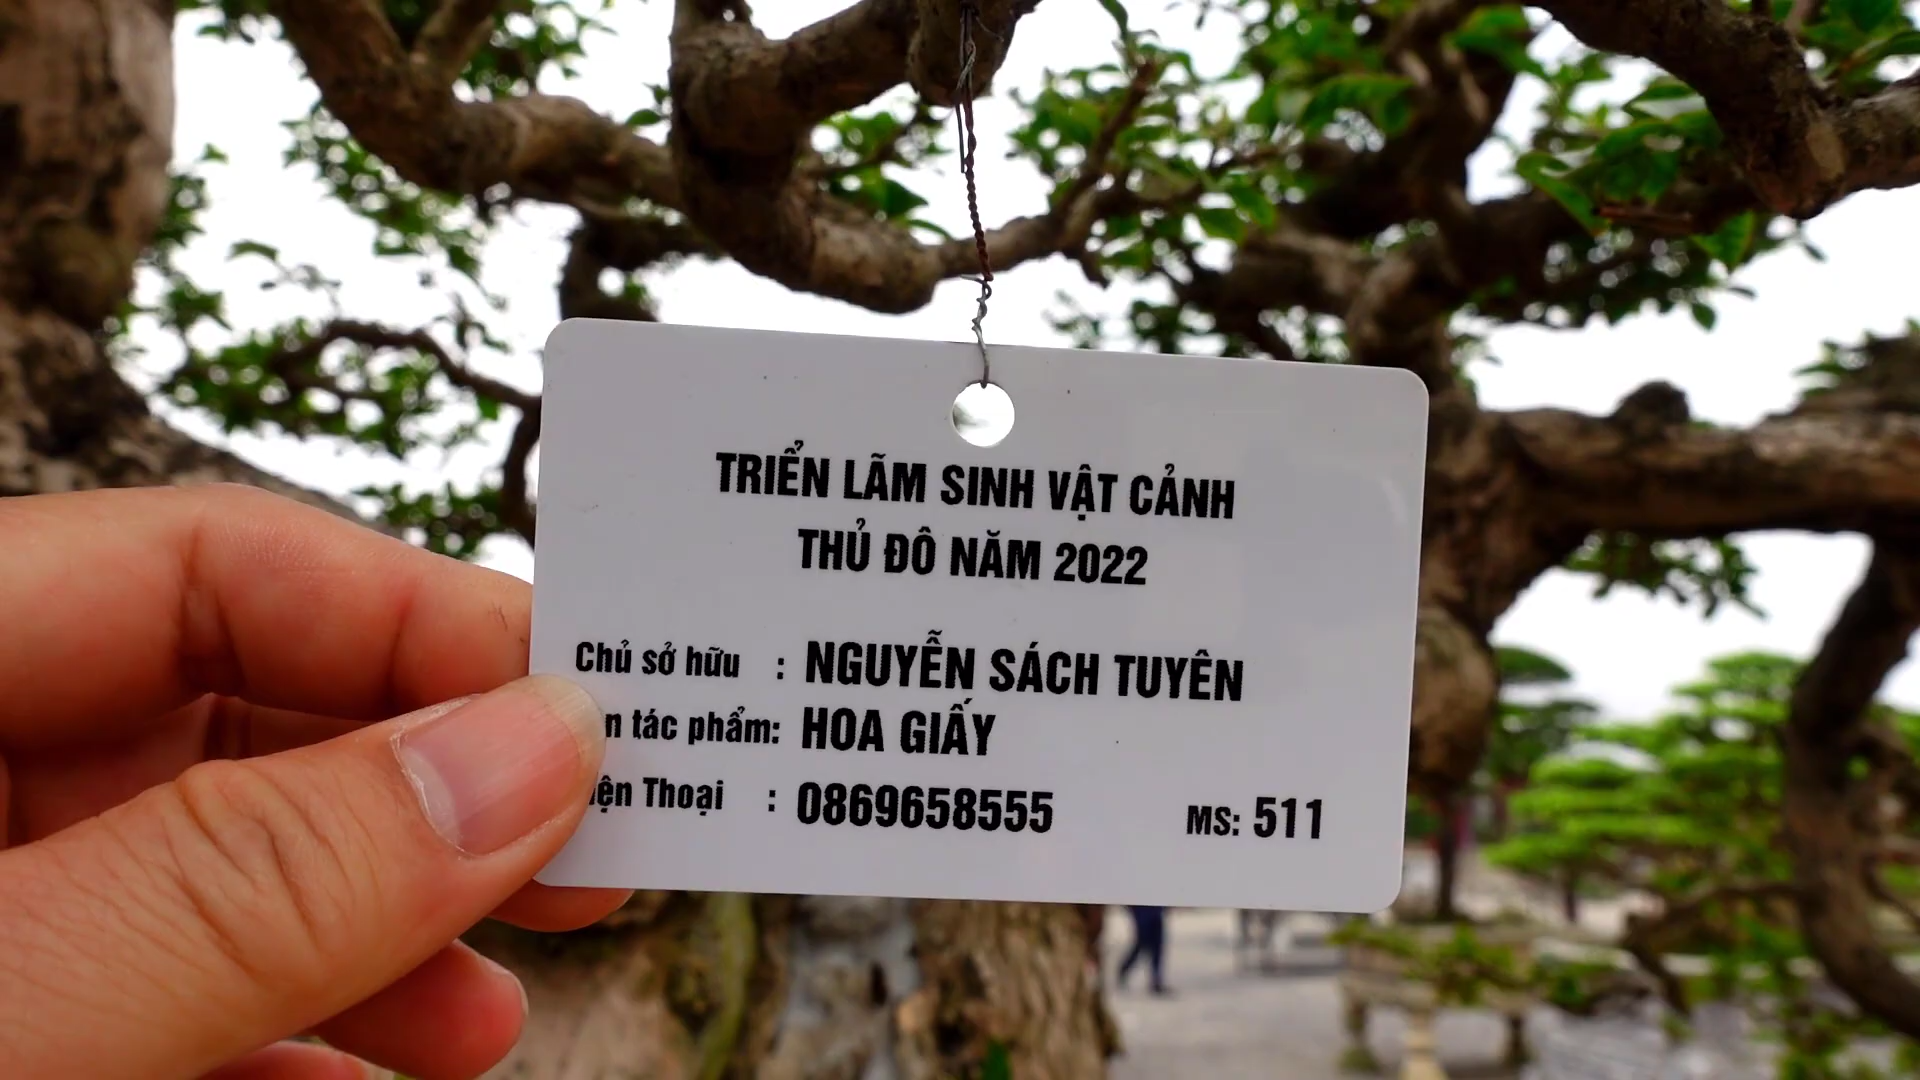 TRIỂN LÃM SINH VẬT CẢNH
THỦ ĐÔ NĂM 2022
Chủ sở hữu : NGUYỄN SÁCH TUYÊN
tác phẩm: HOA GIẤY
Thoại : 0869658555 MS: 511